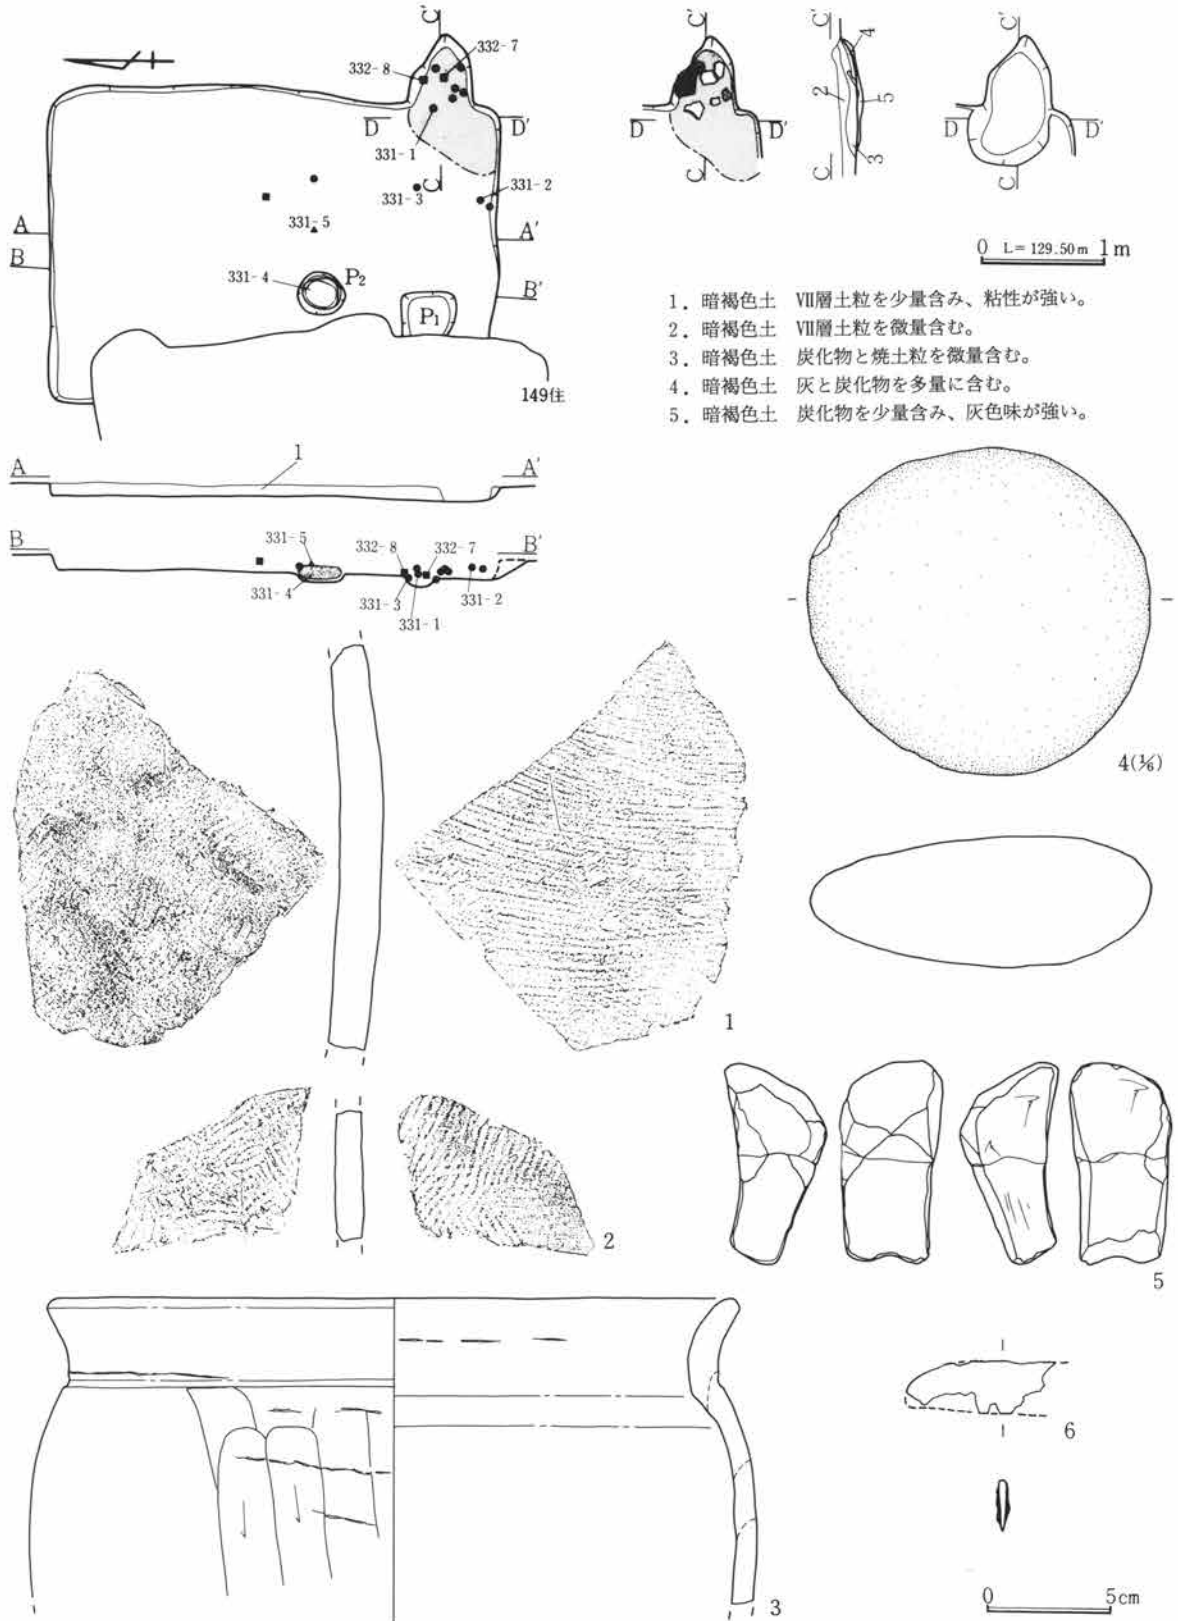 C'
332-7
332-8
D
D'
331-1
C
331-3
331-2
331-5
A
A'
B
B'
331-4
P2
P1
149住
C'
D
D'
C
C'
4
2
5
3
C
C'
D
D'
C
0 L=129.50m 1m
1. 暗褐色土 Ⅶ層土粒を少量含み、粘性が強い。
2. 暗褐色土 Ⅶ層土粒を微量含む。
3. 暗褐色土 炭化物と焼土粒を微量含む。
4. 暗褐色土 灰と炭化物を多量に含む。
5. 暗褐色土 炭化物を少量含み、灰色味が強い。
A
1
A'
B
331-5
332-8
332-7
B'
331-4
331-3
331-1
331-2
4(⅙)
1
2
5
6
3
0 5cm